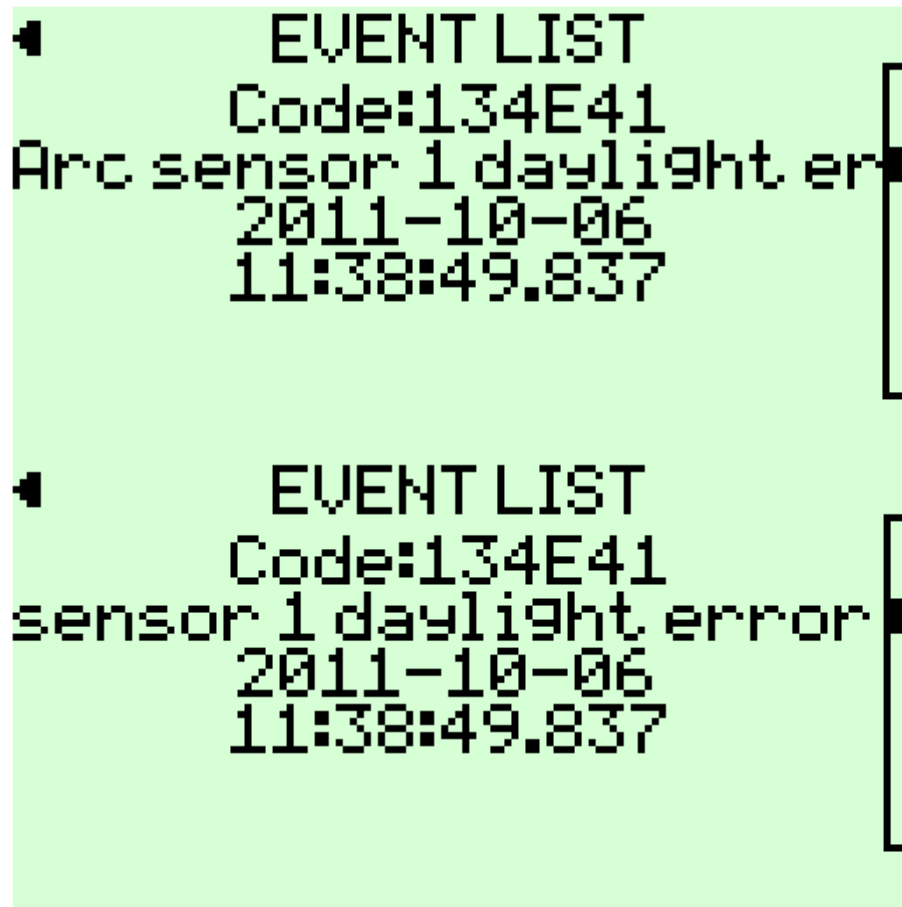 EVENT LIST
Code:134E41
Arc sensor 1 daylight er
2011-10-06
11:38:49.837
EVENT LIST
Code:134E41
sensor 1 daylight error
2011-10-06
11:38:49.837